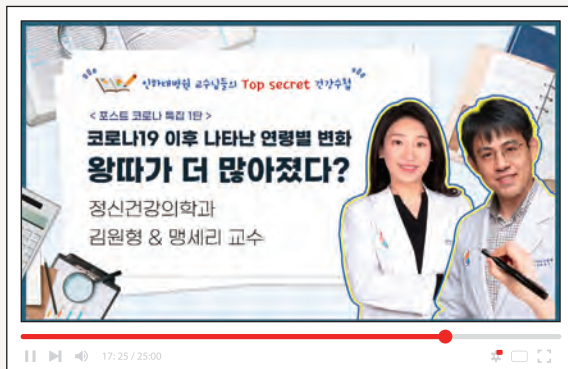 인하대병원 교수님들의 Top secret 건강수첩
< 포스트 코로나 특집 1탄 >
코로나19 이후 나타난 연령별 변화
왕따가 더 많아졌다?
정신건강의학과
김원형 & 맹세리 교수
17:25 / 25:00